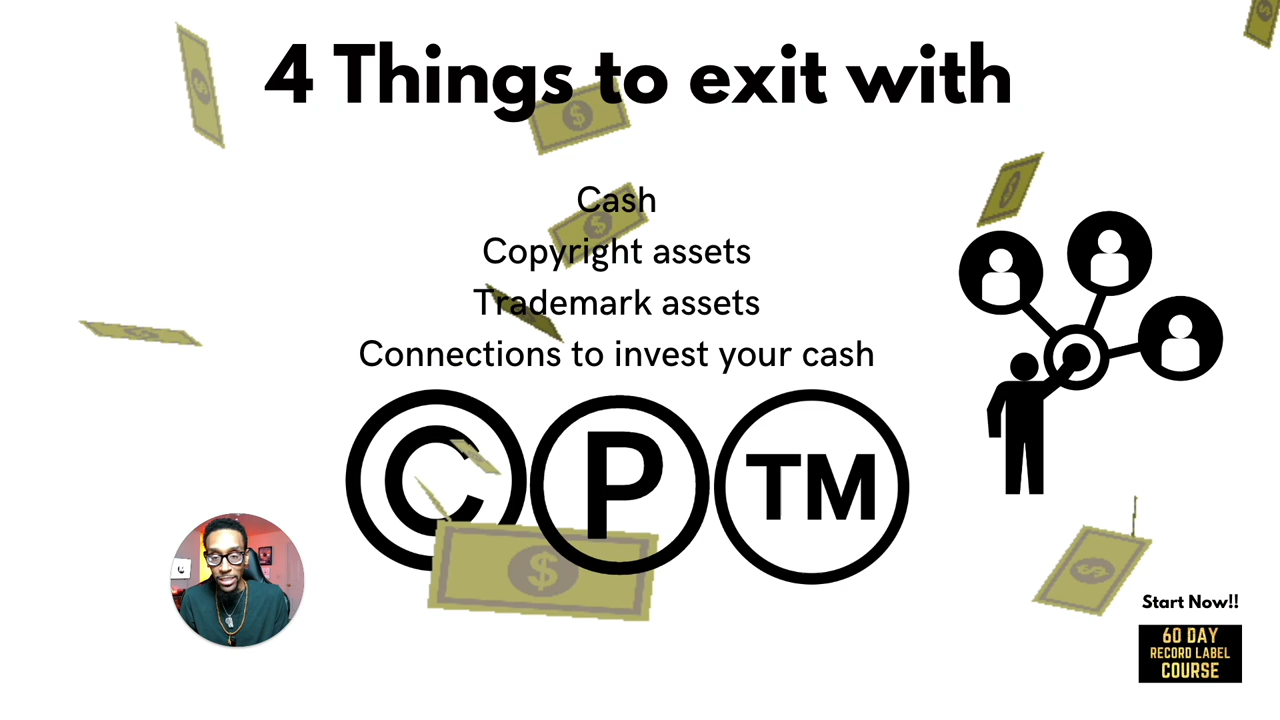 4 Things to exit with
Cash
Copyright assets
Trademark assets
Connections to invest your cash
C P TM
$
Start Now!!
60 DAY
RECORD LABEL
COURSE